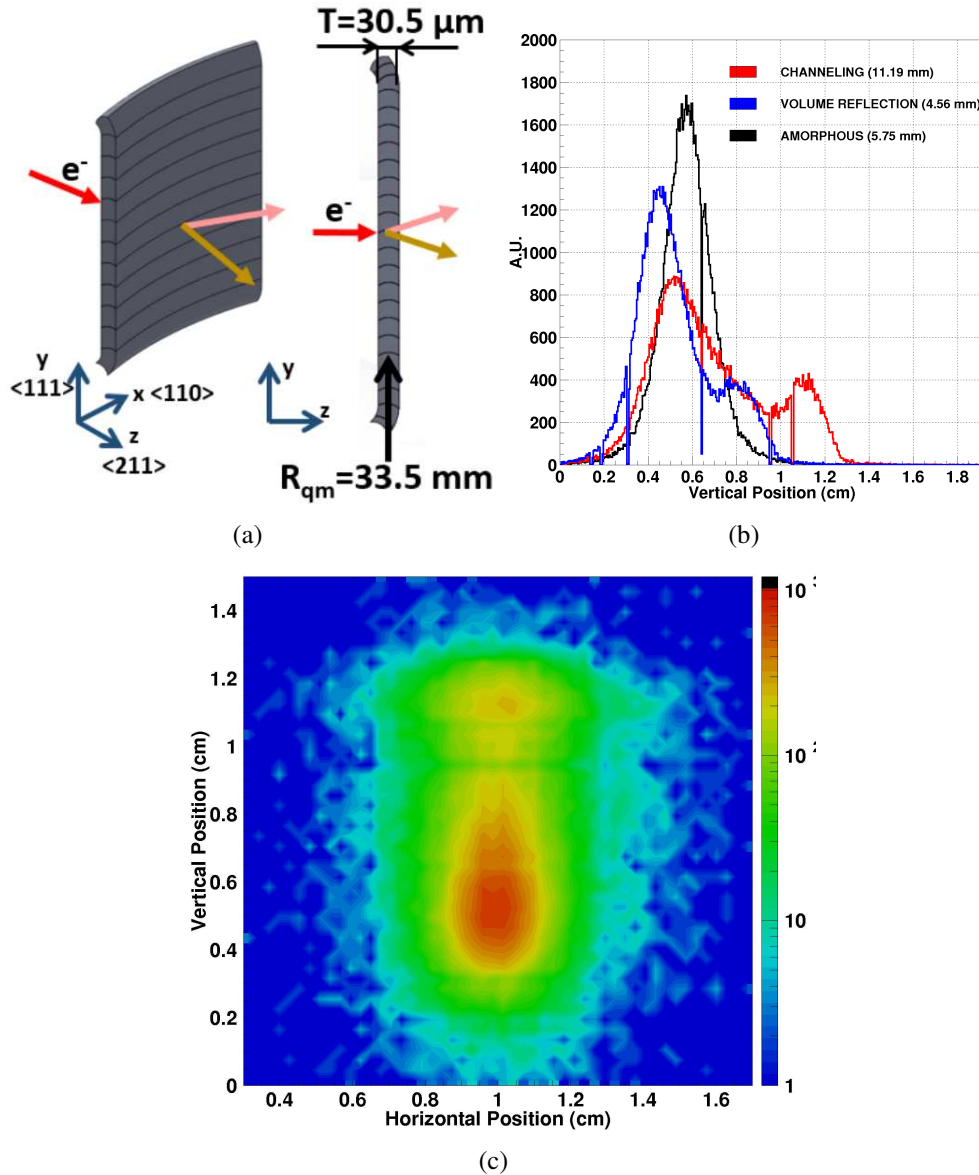 T=30.5 μm
e-
e-
y
<111>
x <110>
z
<211>
y
z
R_qm=33.5 mm
(a)
2000
1800
1600
1400
1200
1000
800
600
400
200
0
A.U.
CHANNELING (11.19 mm)
VOLUME REFLECTION (4.56 mm)
AMORPHOUS (5.75 mm)
0 0.2 0.4 0.6 0.8 1 1.2 1.4 1.6 1.8
Vertical Position (cm)
(b)
1.4
1.2
1
0.8
0.6
0.4
0.2
0
Vertical Position (cm)
0.4 0.6 0.8 1 1.2 1.4 1.6
Horizontal Position (cm)
10
10
10
1
(c)